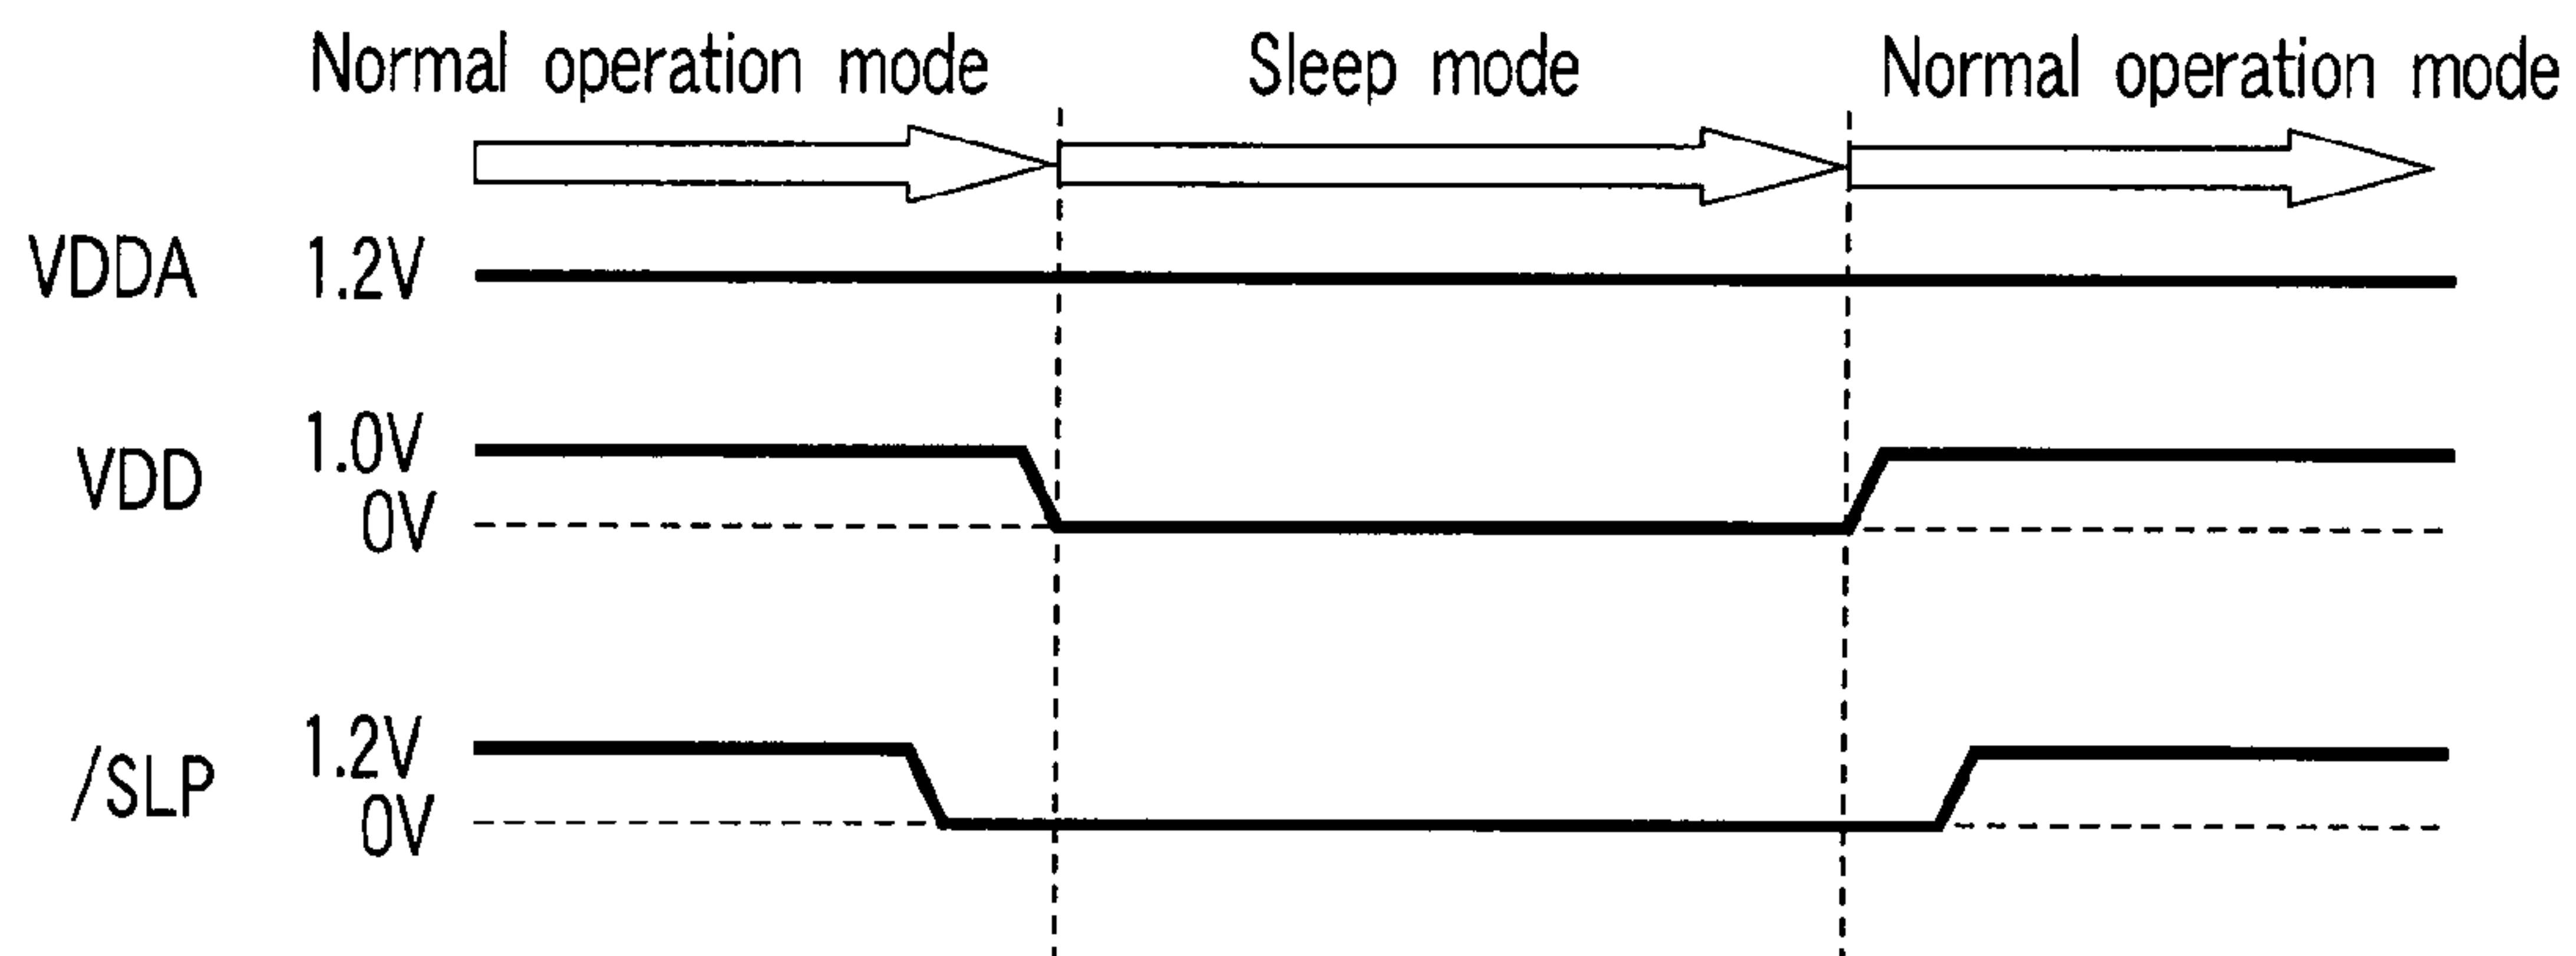 Normal operation mode Sleep mode Normal operation mode
VDDA 1.2V
1.0V
VDD
0V
1.2V
/SLP
0V